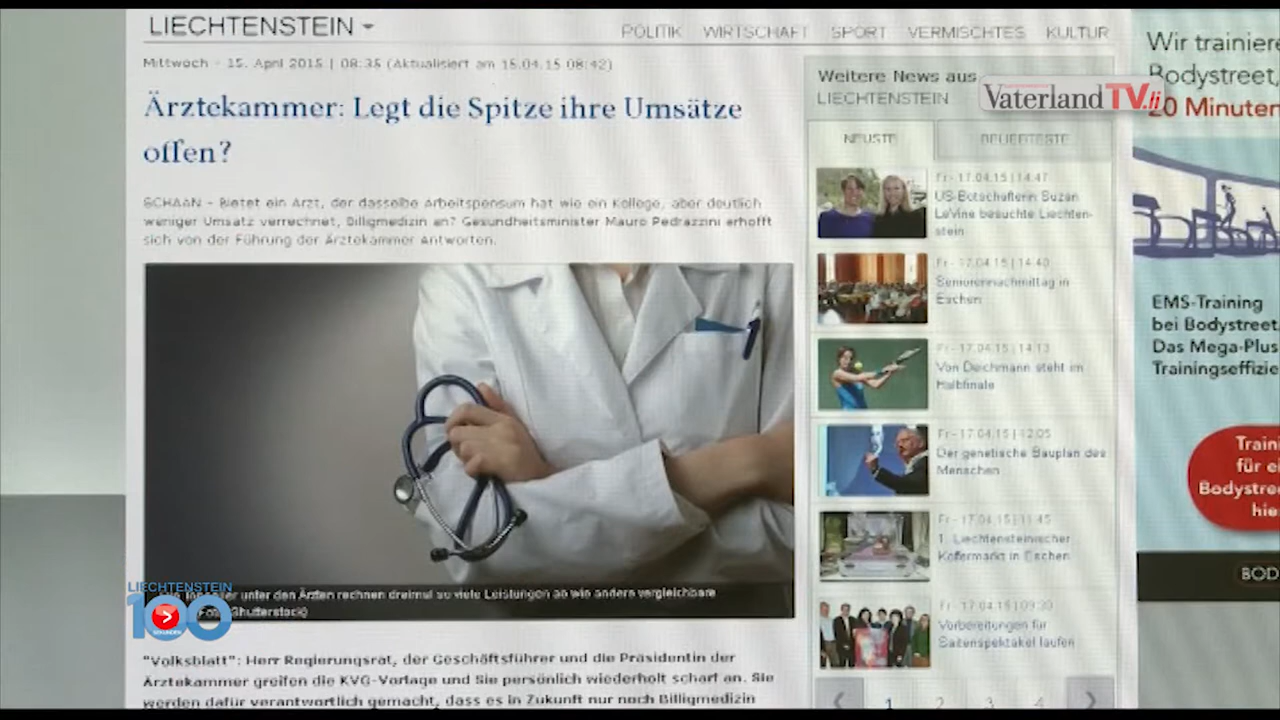 LIECHTENSTEIN
POLITIK WIRTSCHAFT SPORT VERMISCHTES KULTUR
Mittwoch - 15. April 2015 | 08:35 (Aktualisiert am 15.04.15 08:42)
Ärztekammer: Legt die Spitze ihre Umsätze
offen?
SCHAAN - Bietet ein Arzt, der dasselbe Arbeitspensum hat wie ein Kollege, aber deutlich
weniger Umsatz verrechnet, Billigmedizin an? Gesundheitsminister Mauro Pedrazzini erhofft
sich von der Führung der Ärztekammer Antworten.
unter den Ärzten rechnen dreimal so viele Leistungen ab wie andere vergleichbare
Shutterstock)
"Volksblatt": Herr Regierungsrat, der Geschäftsführer und die Präsidentin der
Ärztekammer greifen die KVG-Vorlage und Sie persönlich wiederholt scharf an. Sie
werden dafür verantwortlich gemacht, dass es in Zukunft nur noch Billigmedizin
LIECHTENSTEIN
100
SEKUNDEN
Weitere News aus
LIECHTENSTEIN
VaterlandTV.li
NEUSTE BELIEBTESTE
Fr - 17.04.15 | 14:47
US-Botschafterin Suzan
LeVine besuchte Liechten-
stein
Fr - 17.04.15 | 14:40
Seniorennachmittag in
Eschen
Fr - 17.04.15 | 14:13
Von Deichmann steht im
Halbfinale
Fr - 17.04.15 | 12:05
Der genetische Bauplan des
Menschen
Fr - 17.04.15 | 11:45
1. Liechtensteinischer
Koffermarkt in Eschen
Fr - 17.04.15 | 09:30
Vorbereitungen für
Saitenspektakel laufen
1 2 3 4
Wir trainiere
Bodystreet,
20 Minuten
EMS-Training
bei Bodystreet.
Das Mega-Plus
Trainingseffizie
Traini
für ei
Bodystree
hie
BOD